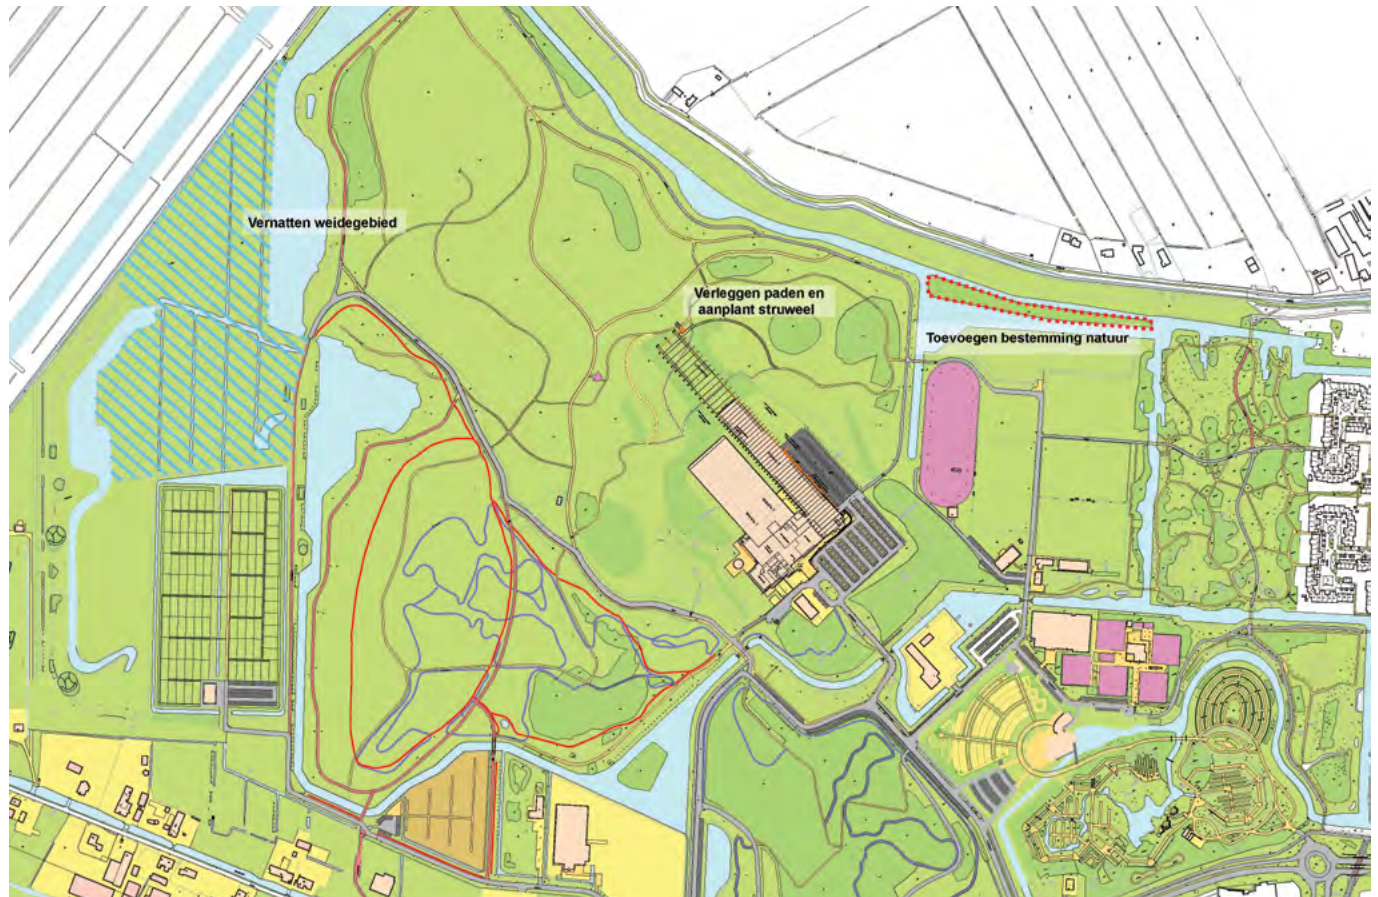 Vernatten weidegebied
Verleggen paden en
aanplant struweel
Toevoegen bestemming natuur